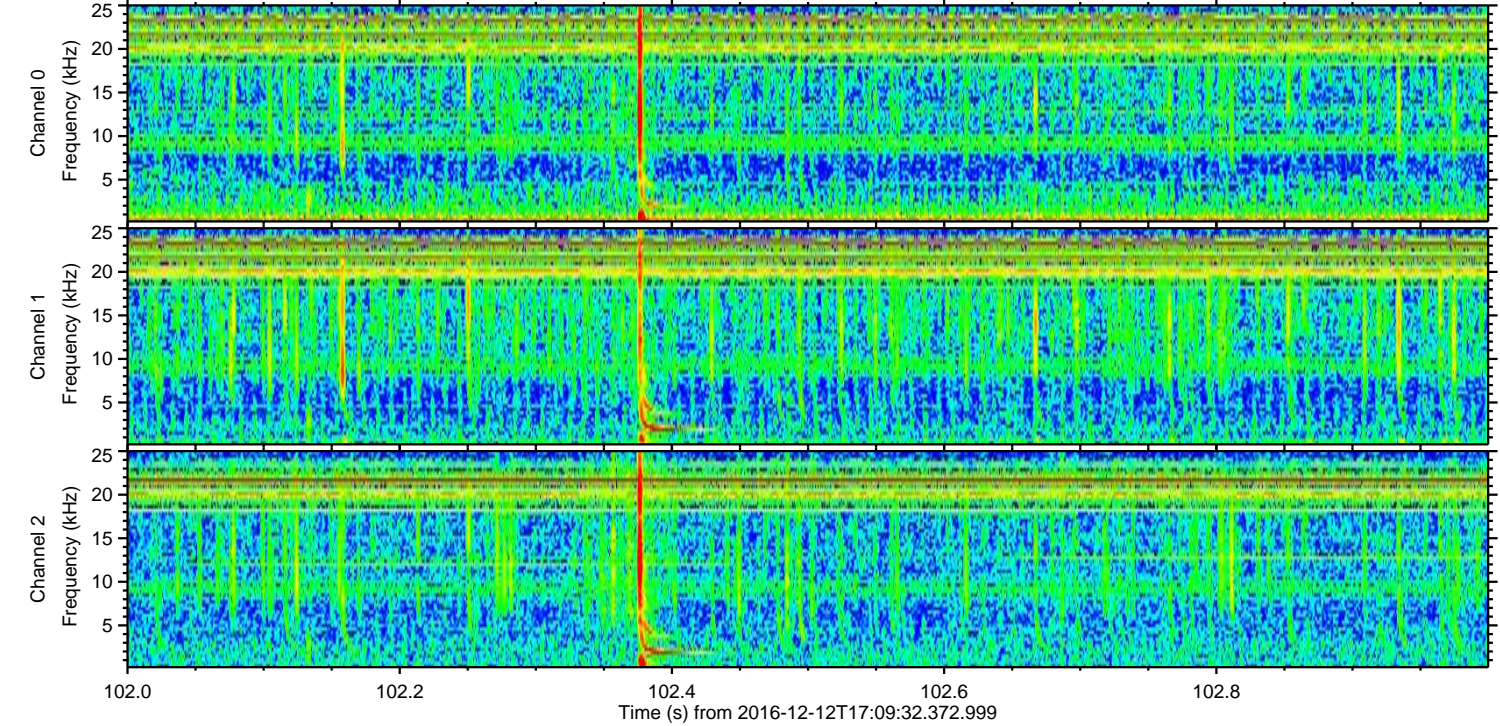 25
20
15
10
5
Channel 0
Frequency (kHz)
25
20
15
10
5
Channel 1
Frequency (kHz)
25
20
15
10
5
Channel 2
Frequency (kHz)
102.0 102.2 102.4 102.6 102.8
Time (s) from 2016-12-12T17:09:32.372.999